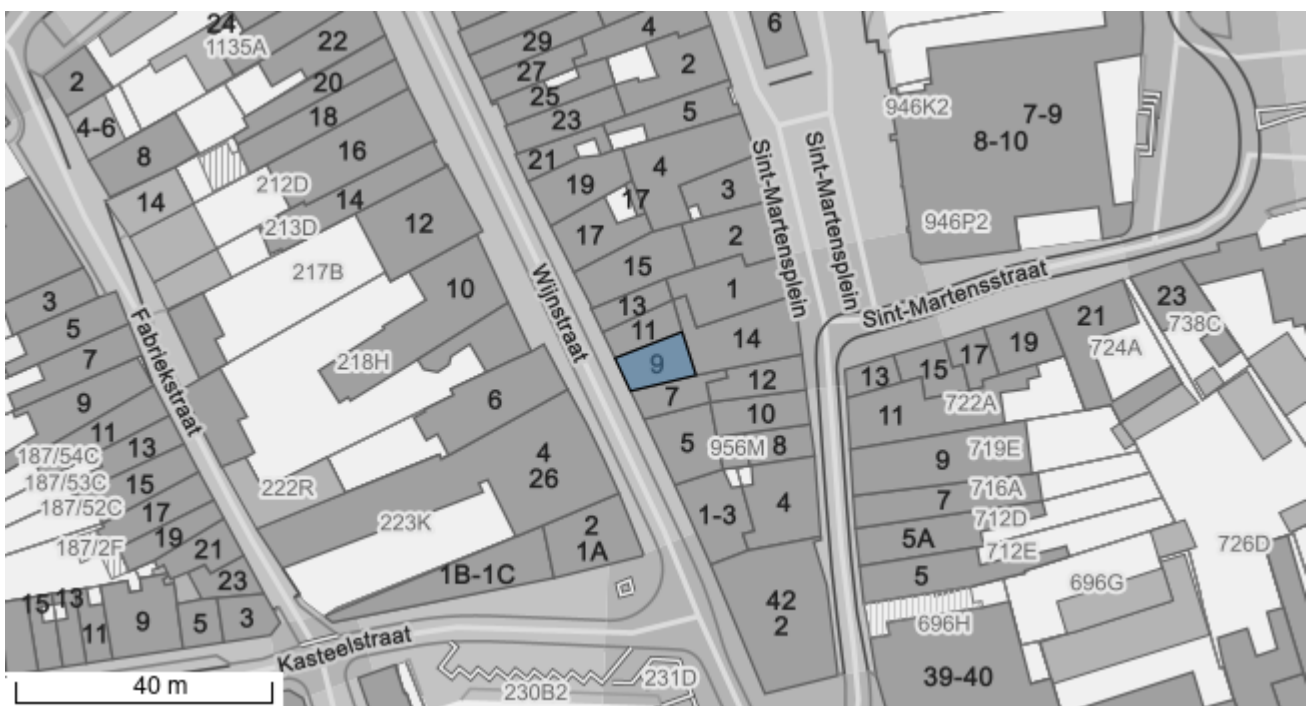 24
1135A
22
29
4
6
27
2
2
20
25
4-6
18
23
5
946K2
7-9
8-10
8
16
21
4
Sint-Martensplein
Sint-Martensplein
14
212D
14
19
17
3
213D
12
17
2
946P2
217B
15
1
Sint-Martensstraat
3
10
Wijnstraat
13
23
5
Fabriekstraat
11
14
21
738C
7
218H
9
19
724A
17
15
13
12
7
722A
9
6
10
11
11
13
5
956M
8
719E
187/54C
4
9
187/53C
15
26
222R
716A
187/52C
7
17
223K
1-3
4
712D
19
2
5A
187/2F
21
1A
712E
726D
23
1B-1C
5
696G
15
13
42
9
5
3
2
696H
11
Kasteelstraat
39-40
231D
40 m
230B2